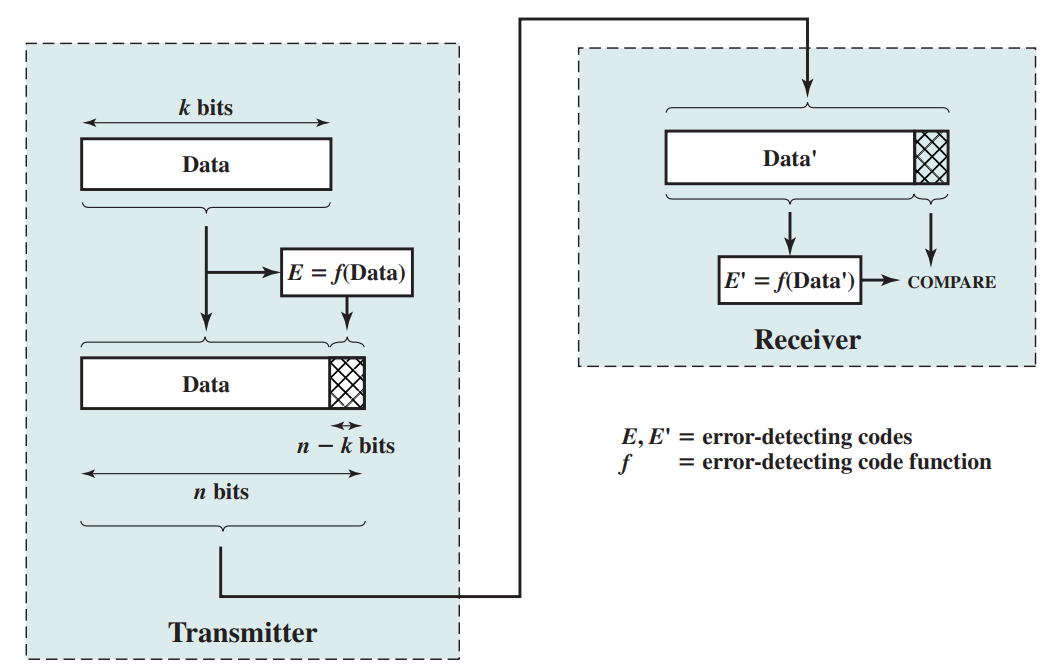 k bits
Data
E = f(Data)
Data
n − k bits
n bits
Transmitter
Data'
E' = f(Data')
COMPARE
Receiver
E, E' = error-detecting codes
f = error-detecting code function